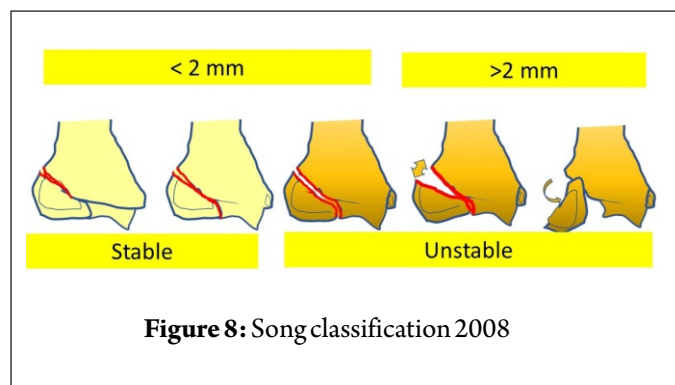 < 2 mm
>2 mm
Stable
Unstable
Figure 8: Song classification 2008